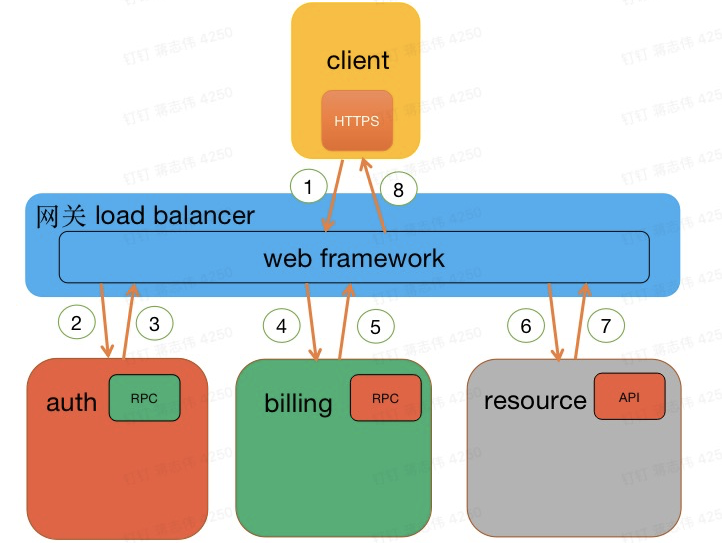 client
HTTPS
1
8
网关 load balancer
web framework
2
3
4
5
6
7
auth
RPC
billing
RPC
resource
API
钉钉 蒋志伟 4250